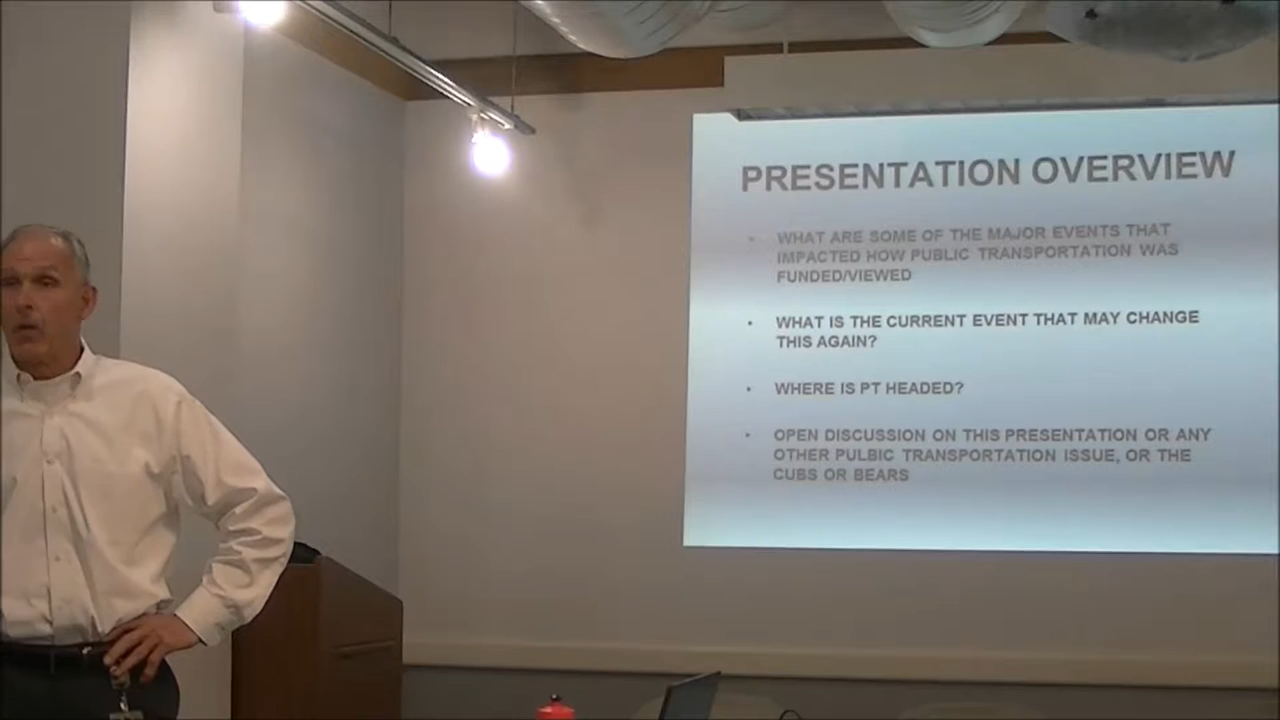 PRESENTATION OVERVIEW
• WHAT ARE SOME OF THE MAJOR EVENTS THAT
IMPACTED HOW PUBLIC TRANSPORTATION WAS
FUNDED/VIEWED
• WHAT IS THE CURRENT EVENT THAT MAY CHANGE
THIS AGAIN?
• WHERE IS PT HEADED?
• OPEN DISCUSSION ON THIS PRESENTATION OR ANY
OTHER PULBIC TRANSPORTATION ISSUE, OR THE
CUBS OR BEARS